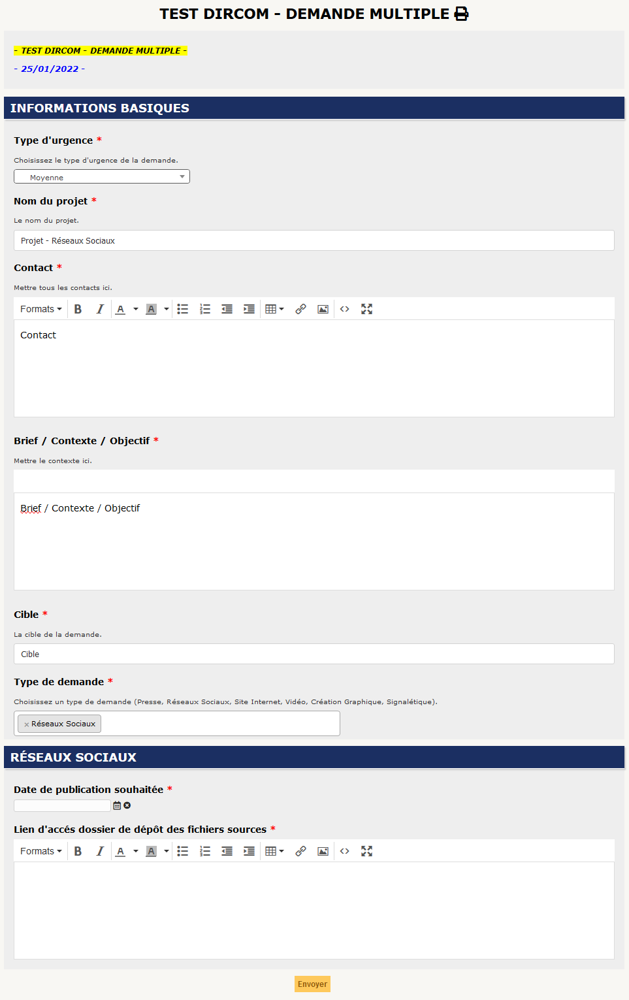 TEST DIRCOM - DEMANDE MULTIPLE
- TEST DIRCOM - DEMANDE MULTIPLE -
- 25/01/2022 -
INFORMATIONS BASIQUES
Type d'urgence *
Choisissez le type d'urgence de la demande.
Moyenne
Nom du projet *
Le nom du projet.
Projet - Réseaux Sociaux
Contact *
Mettre tous les contacts ici.
Formats B I A A
Contact
Brief / Contexte / Objectif *
Mettre le contexte ici.
Brief / Contexte / Objectif
Cible *
La cible de la demande.
Cible
Type de demande *
Choisissez un type de demande (Presse, Réseaux Sociaux, Site Internet, Vidéo, Création Graphique, Signalétique).
× Réseaux Sociaux
RÉSEAUX SOCIAUX
Date de publication souhaitée *
Lien d'accés dossier de dépôt des fichiers sources *
Formats B I A A
Envoyer